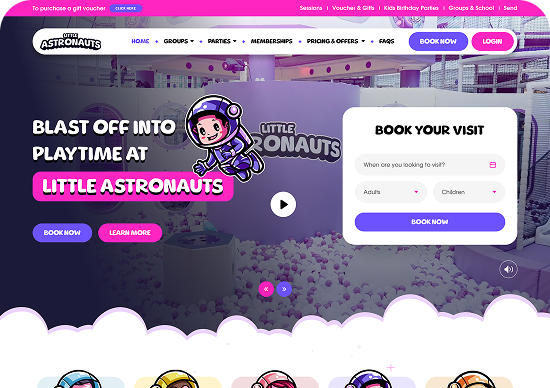 To purchase a gift voucher CLICK HERE
Sessions | Voucher & Gifts | Kids Birthday Parties | Groups & School | Send
LITTLE
ASTRONAUTS
HOME GROUPS PARTIES MEMBERSHIPS PRICING & OFFERS FAQS BOOK NOW LOGIN
BLAST OFF INTO
PLAYTIME AT
LITTLE ASTRONAUTS
BOOK NOW LEARN MORE
LITTLE
RONAUTS
BOOK YOUR VISIT
When are you looking to visit?
Adults Children
BOOK NOW